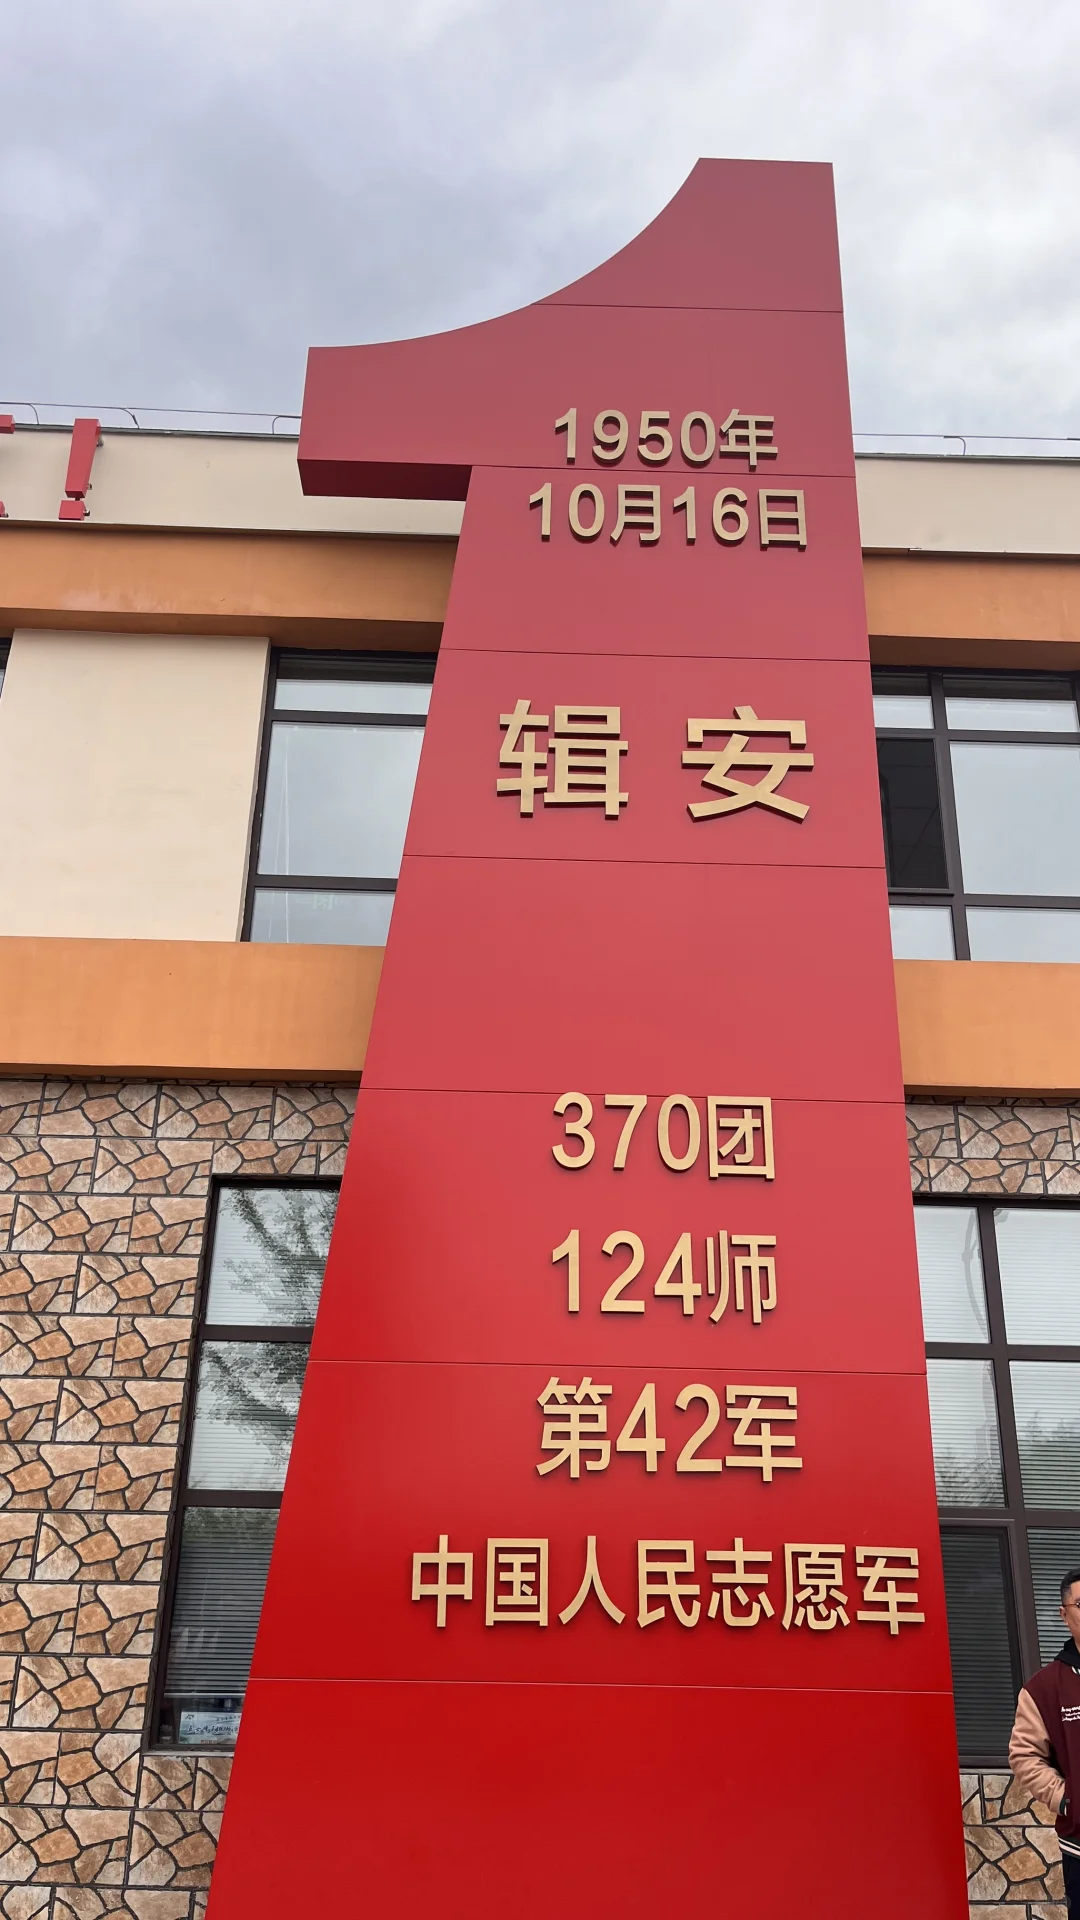 ！
1950年
10月16日
辑安
370团
124师
第42军
中国人民志愿军